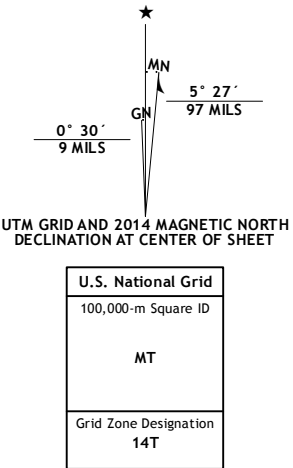 ★
MN
5° 27´
97 MILS
GN
0° 30´
9 MILS
UTM GRID AND 2014 MAGNETIC NORTH
DECLINATION AT CENTER OF SHEET
U.S. National Grid
100,000-m Square ID
MT
Grid Zone Designation
14T